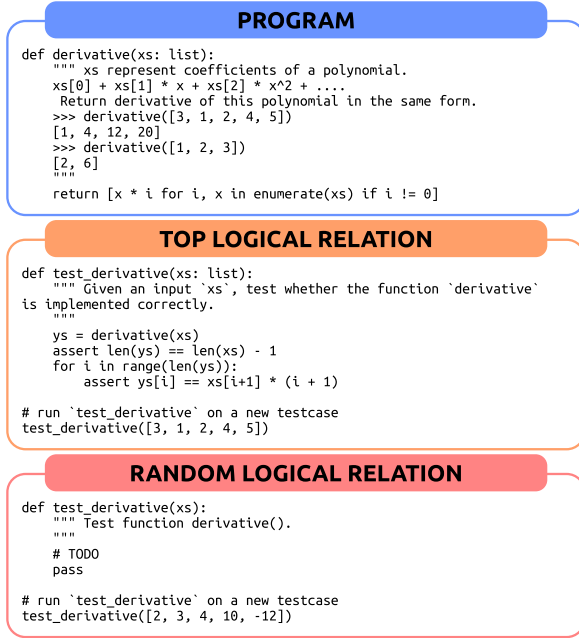 PROGRAM
def derivative(xs: list):
    """ xs represent coefficients of a polynomial.
    xs[0] + xs[1] * x + xs[2] * x^2 + ....
     Return derivative of this polynomial in the same form.
    >>> derivative([3, 1, 2, 4, 5])
    [1, 4, 12, 20]
    >>> derivative([1, 2, 3])
    [2, 6]
    """
    return [x * i for i, x in enumerate(xs) if i != 0]
TOP LOGICAL RELATION
def test_derivative(xs: list):
    """ Given an input `xs`, test whether the function `derivative`
is implemented correctly.
    """
    ys = derivative(xs)
    assert len(ys) == len(xs) - 1
    for i in range(len(ys)):
        assert ys[i] == xs[i+1] * (i + 1)
# run `test_derivative` on a new testcase
test_derivative([3, 1, 2, 4, 5])
RANDOM LOGICAL RELATION
def test_derivative(xs):
    """ Test function derivative().
    """
    # TODO
    pass
# run `test_derivative` on a new testcase
test_derivative([2, 3, 4, 10, -12])